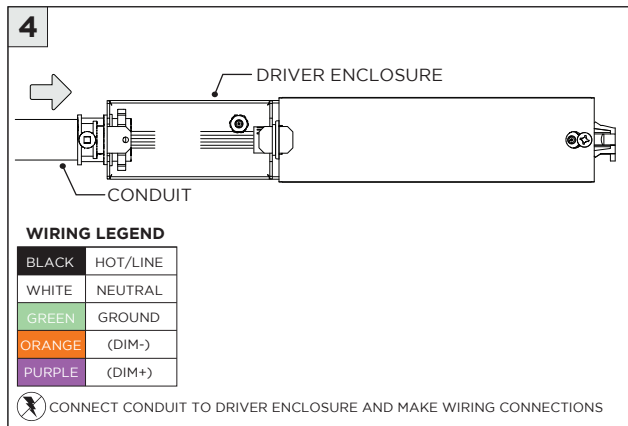 4
DRIVER ENCLOSURE
CONDUIT
WIRING LEGEND
BLACK HOT/LINE
WHITE NEUTRAL
GREEN GROUND
ORANGE (DIM-)
PURPLE (DIM+)
CONNECT CONDUIT TO DRIVER ENCLOSURE AND MAKE WIRING CONNECTIONS